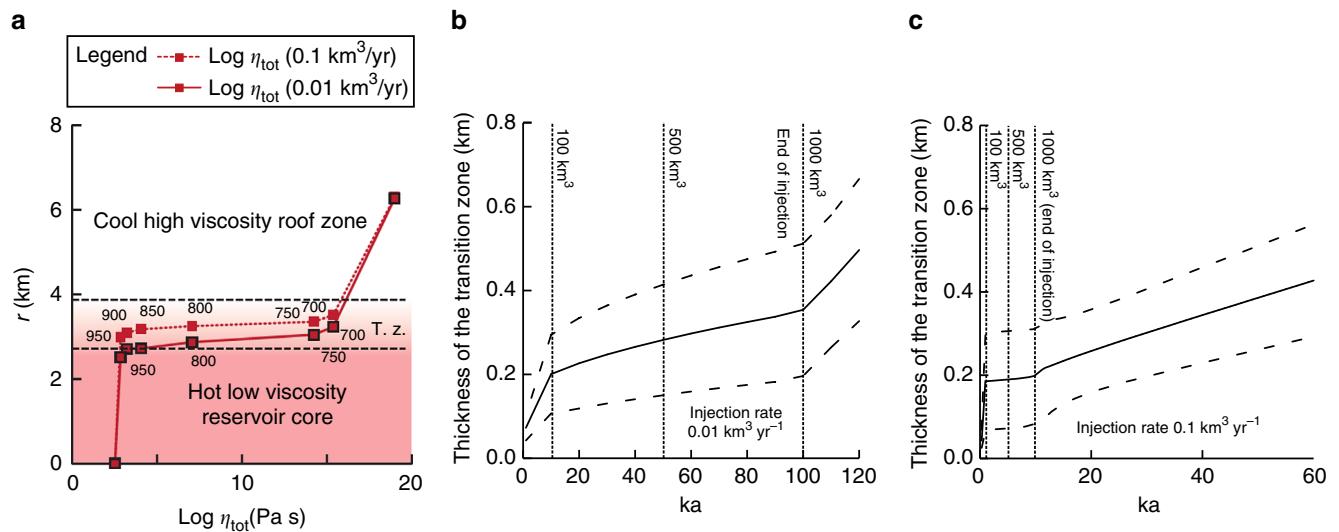 a
Legend
Log ηtot (0.1 km³/yr)
Log ηtot (0.01 km³/yr)
8
6
4
2
0
r (km)
Cool high viscosity roof zone
950
900
850
800
750
700
T. z.
950
800
750
700
Hot low viscosity
reservoir core
0
5
10
15
20
Log ηtot(Pa s)
b
Thickness of the transition zone (km)
0.8
0.6
0.4
0.2
0.0
100 km³
500 km³
End of injection
1000 km³
Injection rate
0.01 km³ yr⁻¹
0
20
40
60
80
100
120
ka
c
Thickness of the transition zone (km)
0.8
0.6
0.4
0.2
0.0
100 km³
500 km³
1000 km³ (end of injection)
Injection rate 0.1 km³ yr⁻¹
0
20
40
60
ka